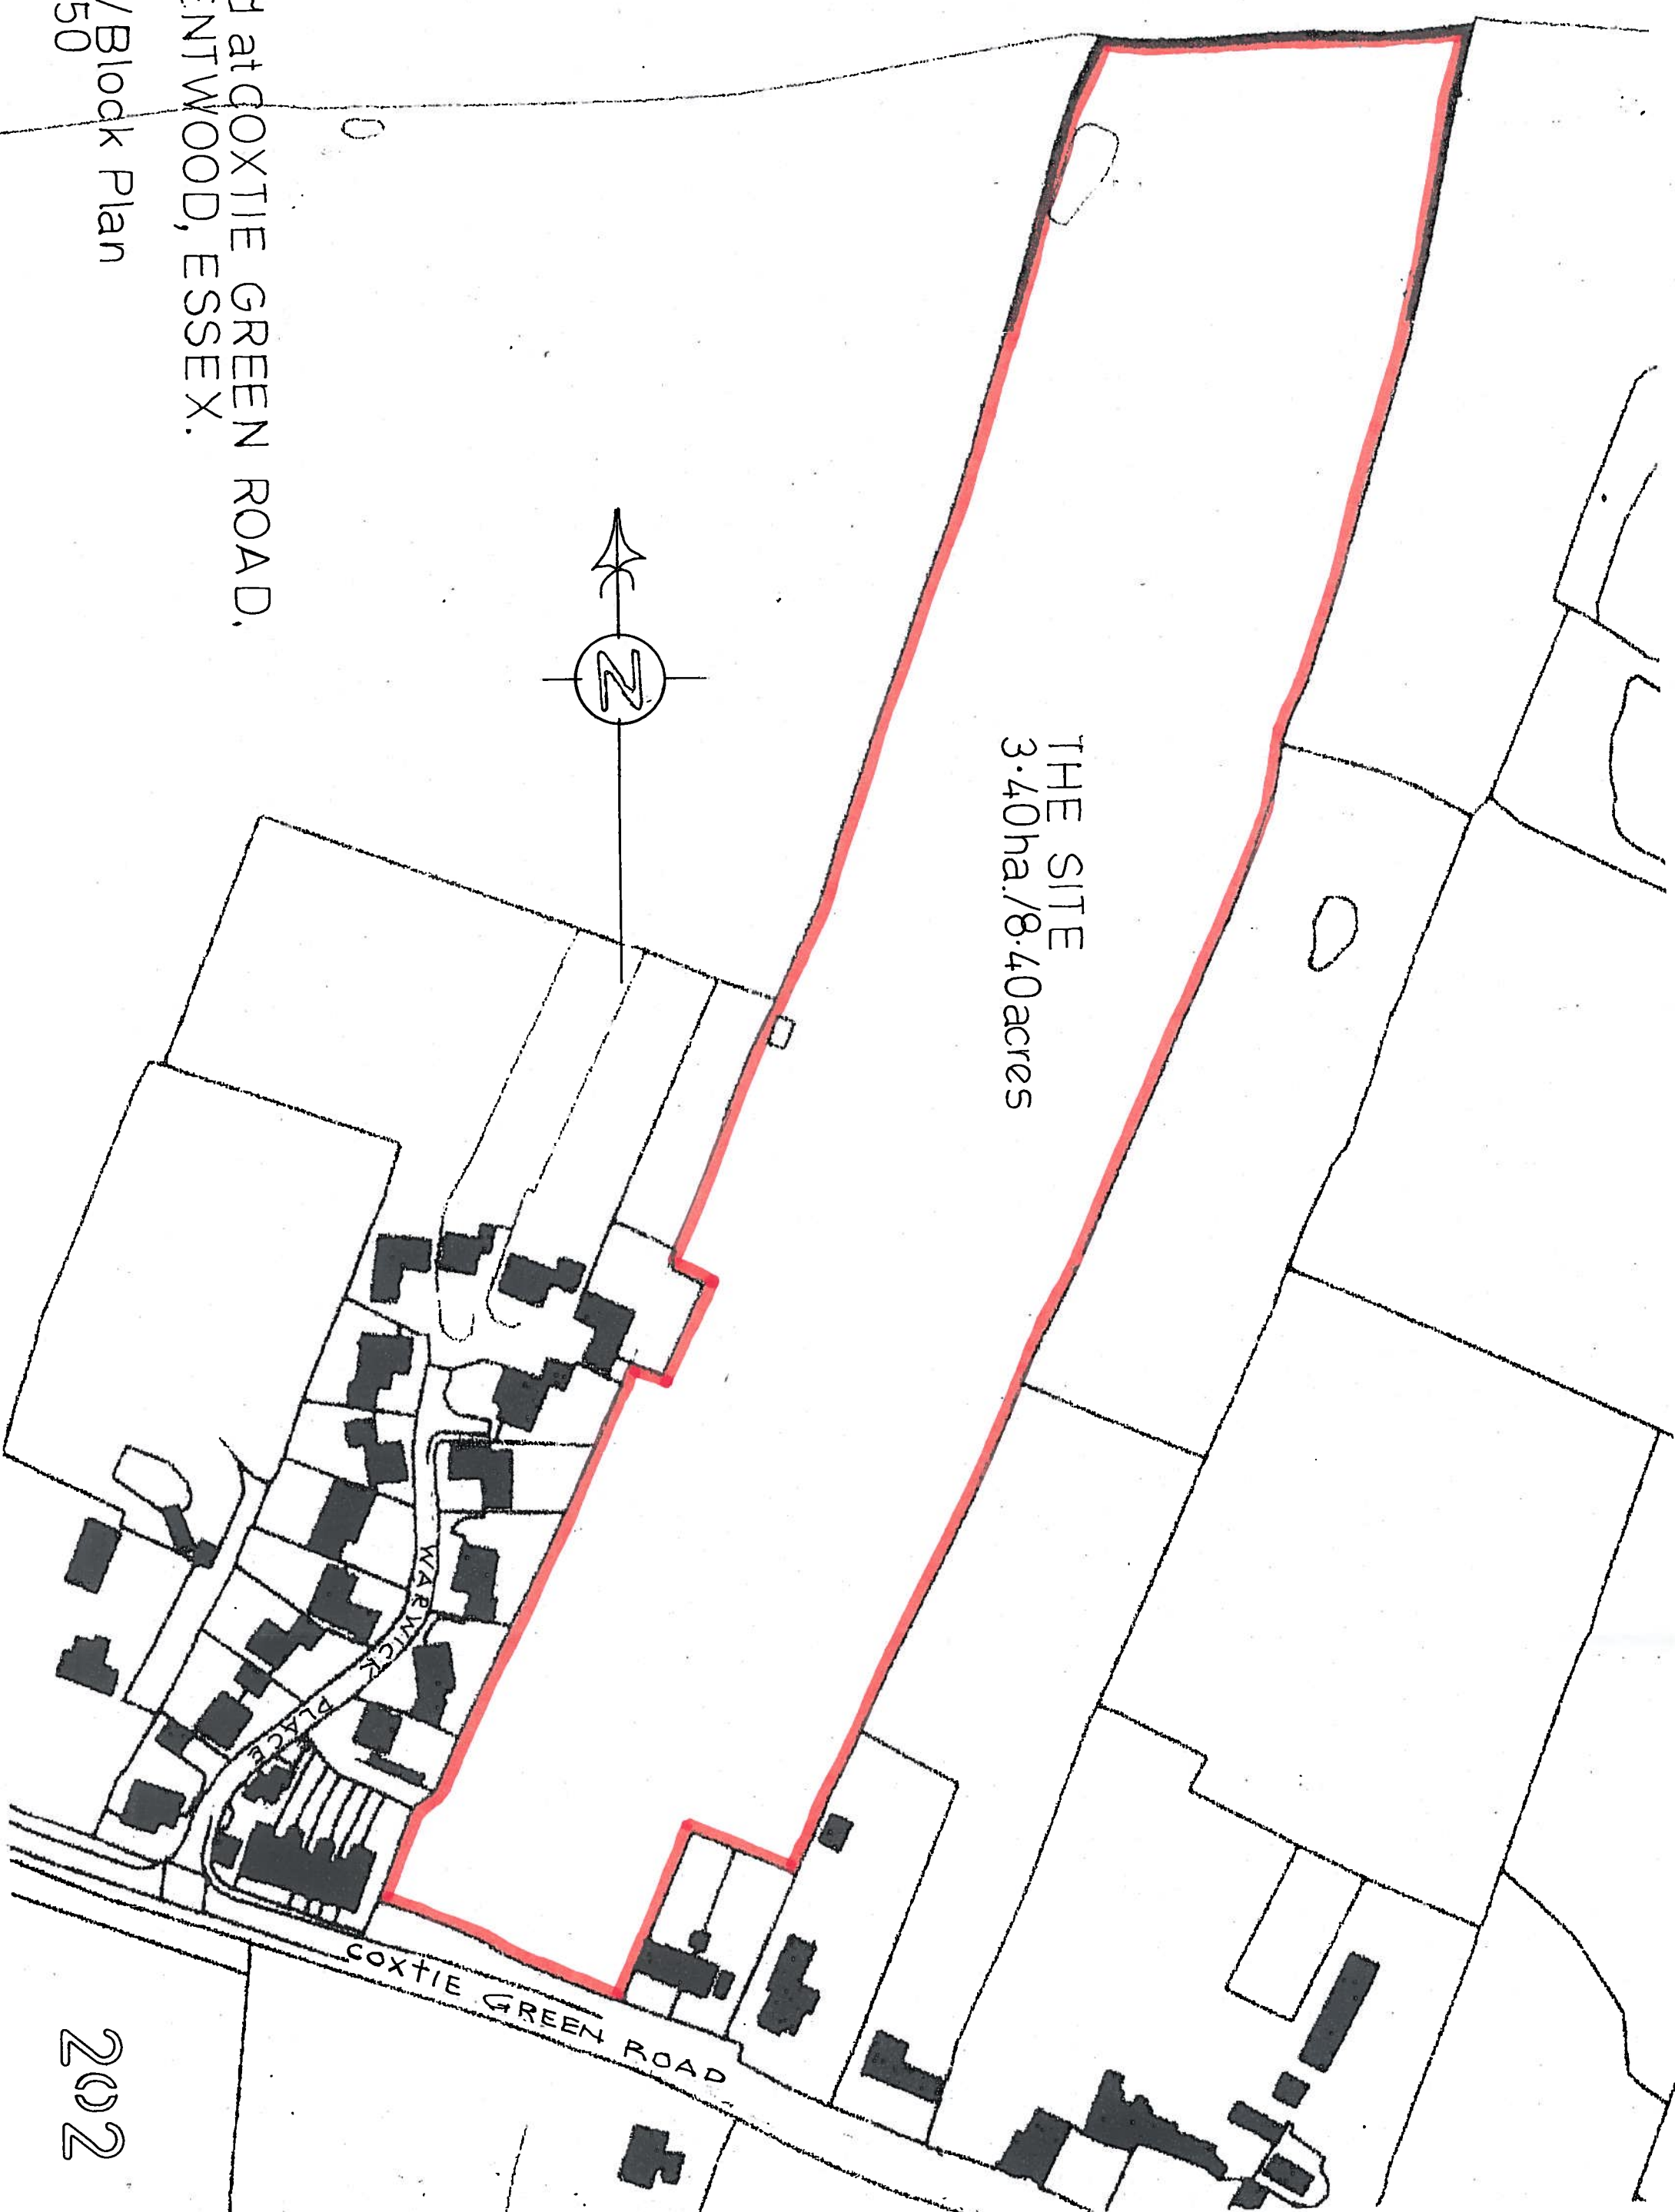 THE SITE
3·40ha./8·40acres
N
d at COXTIE GREEN ROAD,
ENTWOOD, ESSEX.
/Block Plan
50
WARWICK PLACE
COXTIE GREEN ROAD
202